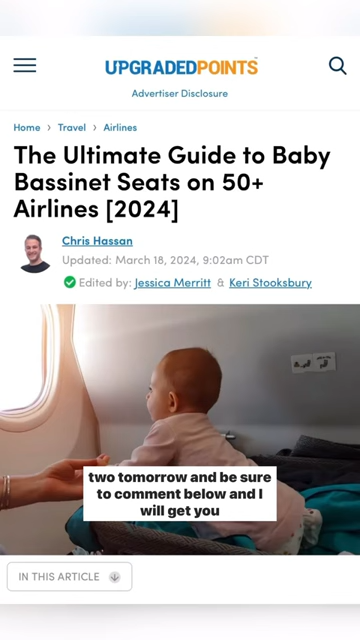 UPGRADEDPOINTS
Advertiser Disclosure
Home > Travel > Airlines
The Ultimate Guide to Baby
Bassinet Seats on 50+
Airlines [2024]
Chris Hassan
Updated: March 18, 2024, 9:02am CDT
Edited by: Jessica Merritt & Keri Stooksbury
two tomorrow and be sure
to comment below and I
will get you
IN THIS ARTICLE